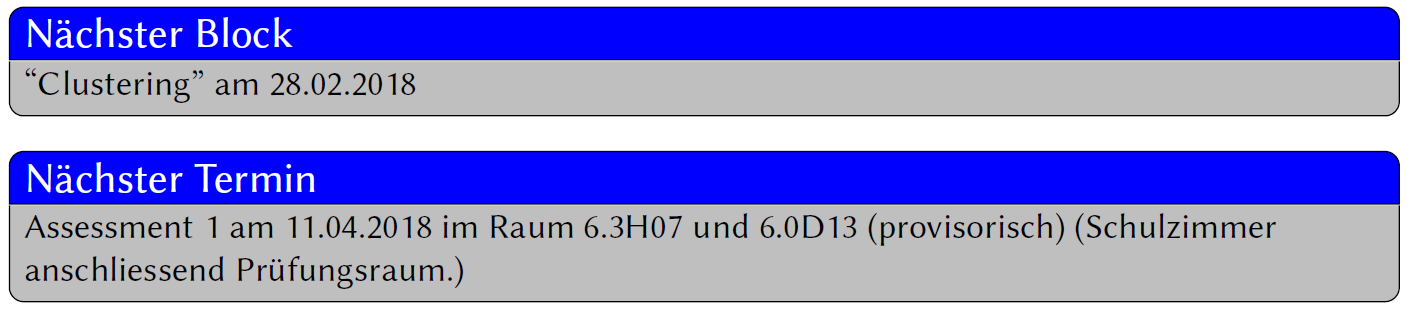 Nächster Block
“Clustering” am 28.02.2018
Nächster Termin
Assessment 1 am 11.04.2018 im Raum 6.3H07 und 6.0D13 (provisorisch) (Schulzimmer
anschliessend Prüfungsraum.)